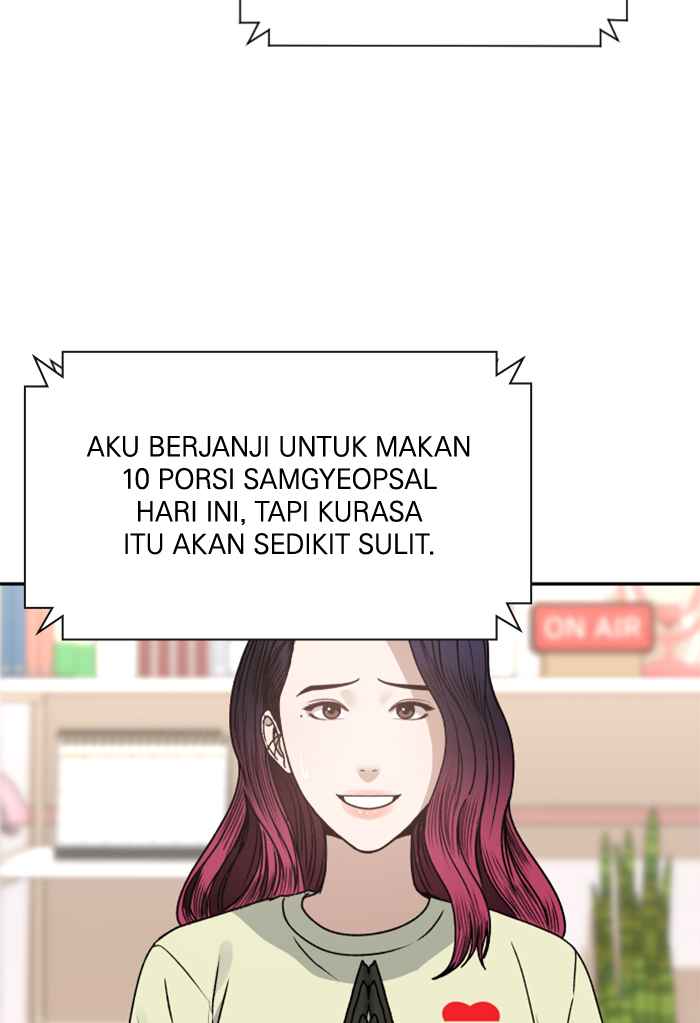 AKU BERJANJI UNTUK MAKAN
10 PORSI SAMGYEOPSAL
HARI INI, TAPI KURASA
ITU AKAN SEDIKIT SULIT.
ON AIR